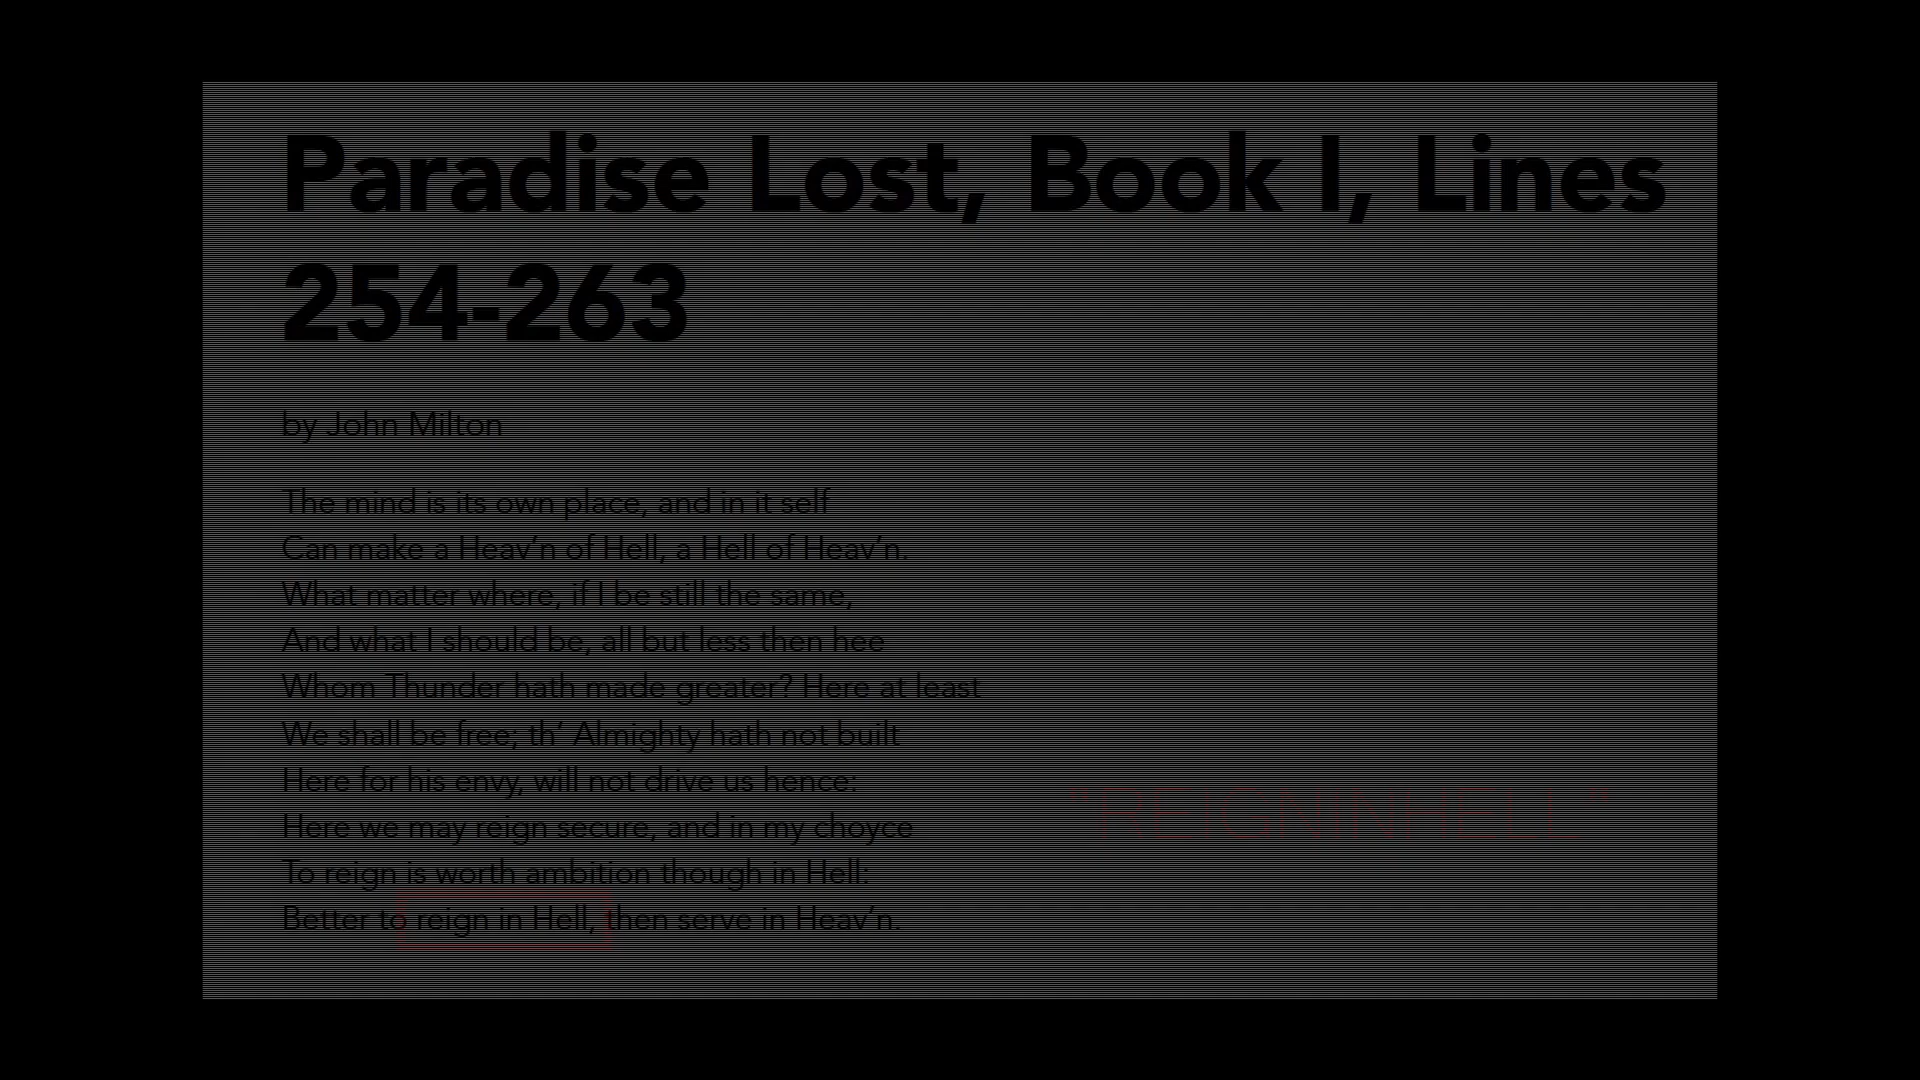 Paradise Lost, Book I, Lines
254-263
by John Milton
The mind is its own place, and in it self
Can make a Heav’n of Hell, a Hell of Heav’n.
What matter where, if I be still the same,
And what I should be, all but less then hee
Whom Thunder hath made greater? Here at least
We shall be free; th’ Almighty hath not built
Here for his envy, will not drive us hence:
Here we may reign secure, and in my choyce
To reign is worth ambition though in Hell:
Better to reign in Hell, then serve in Heav’n.
"REIGNINHELL"